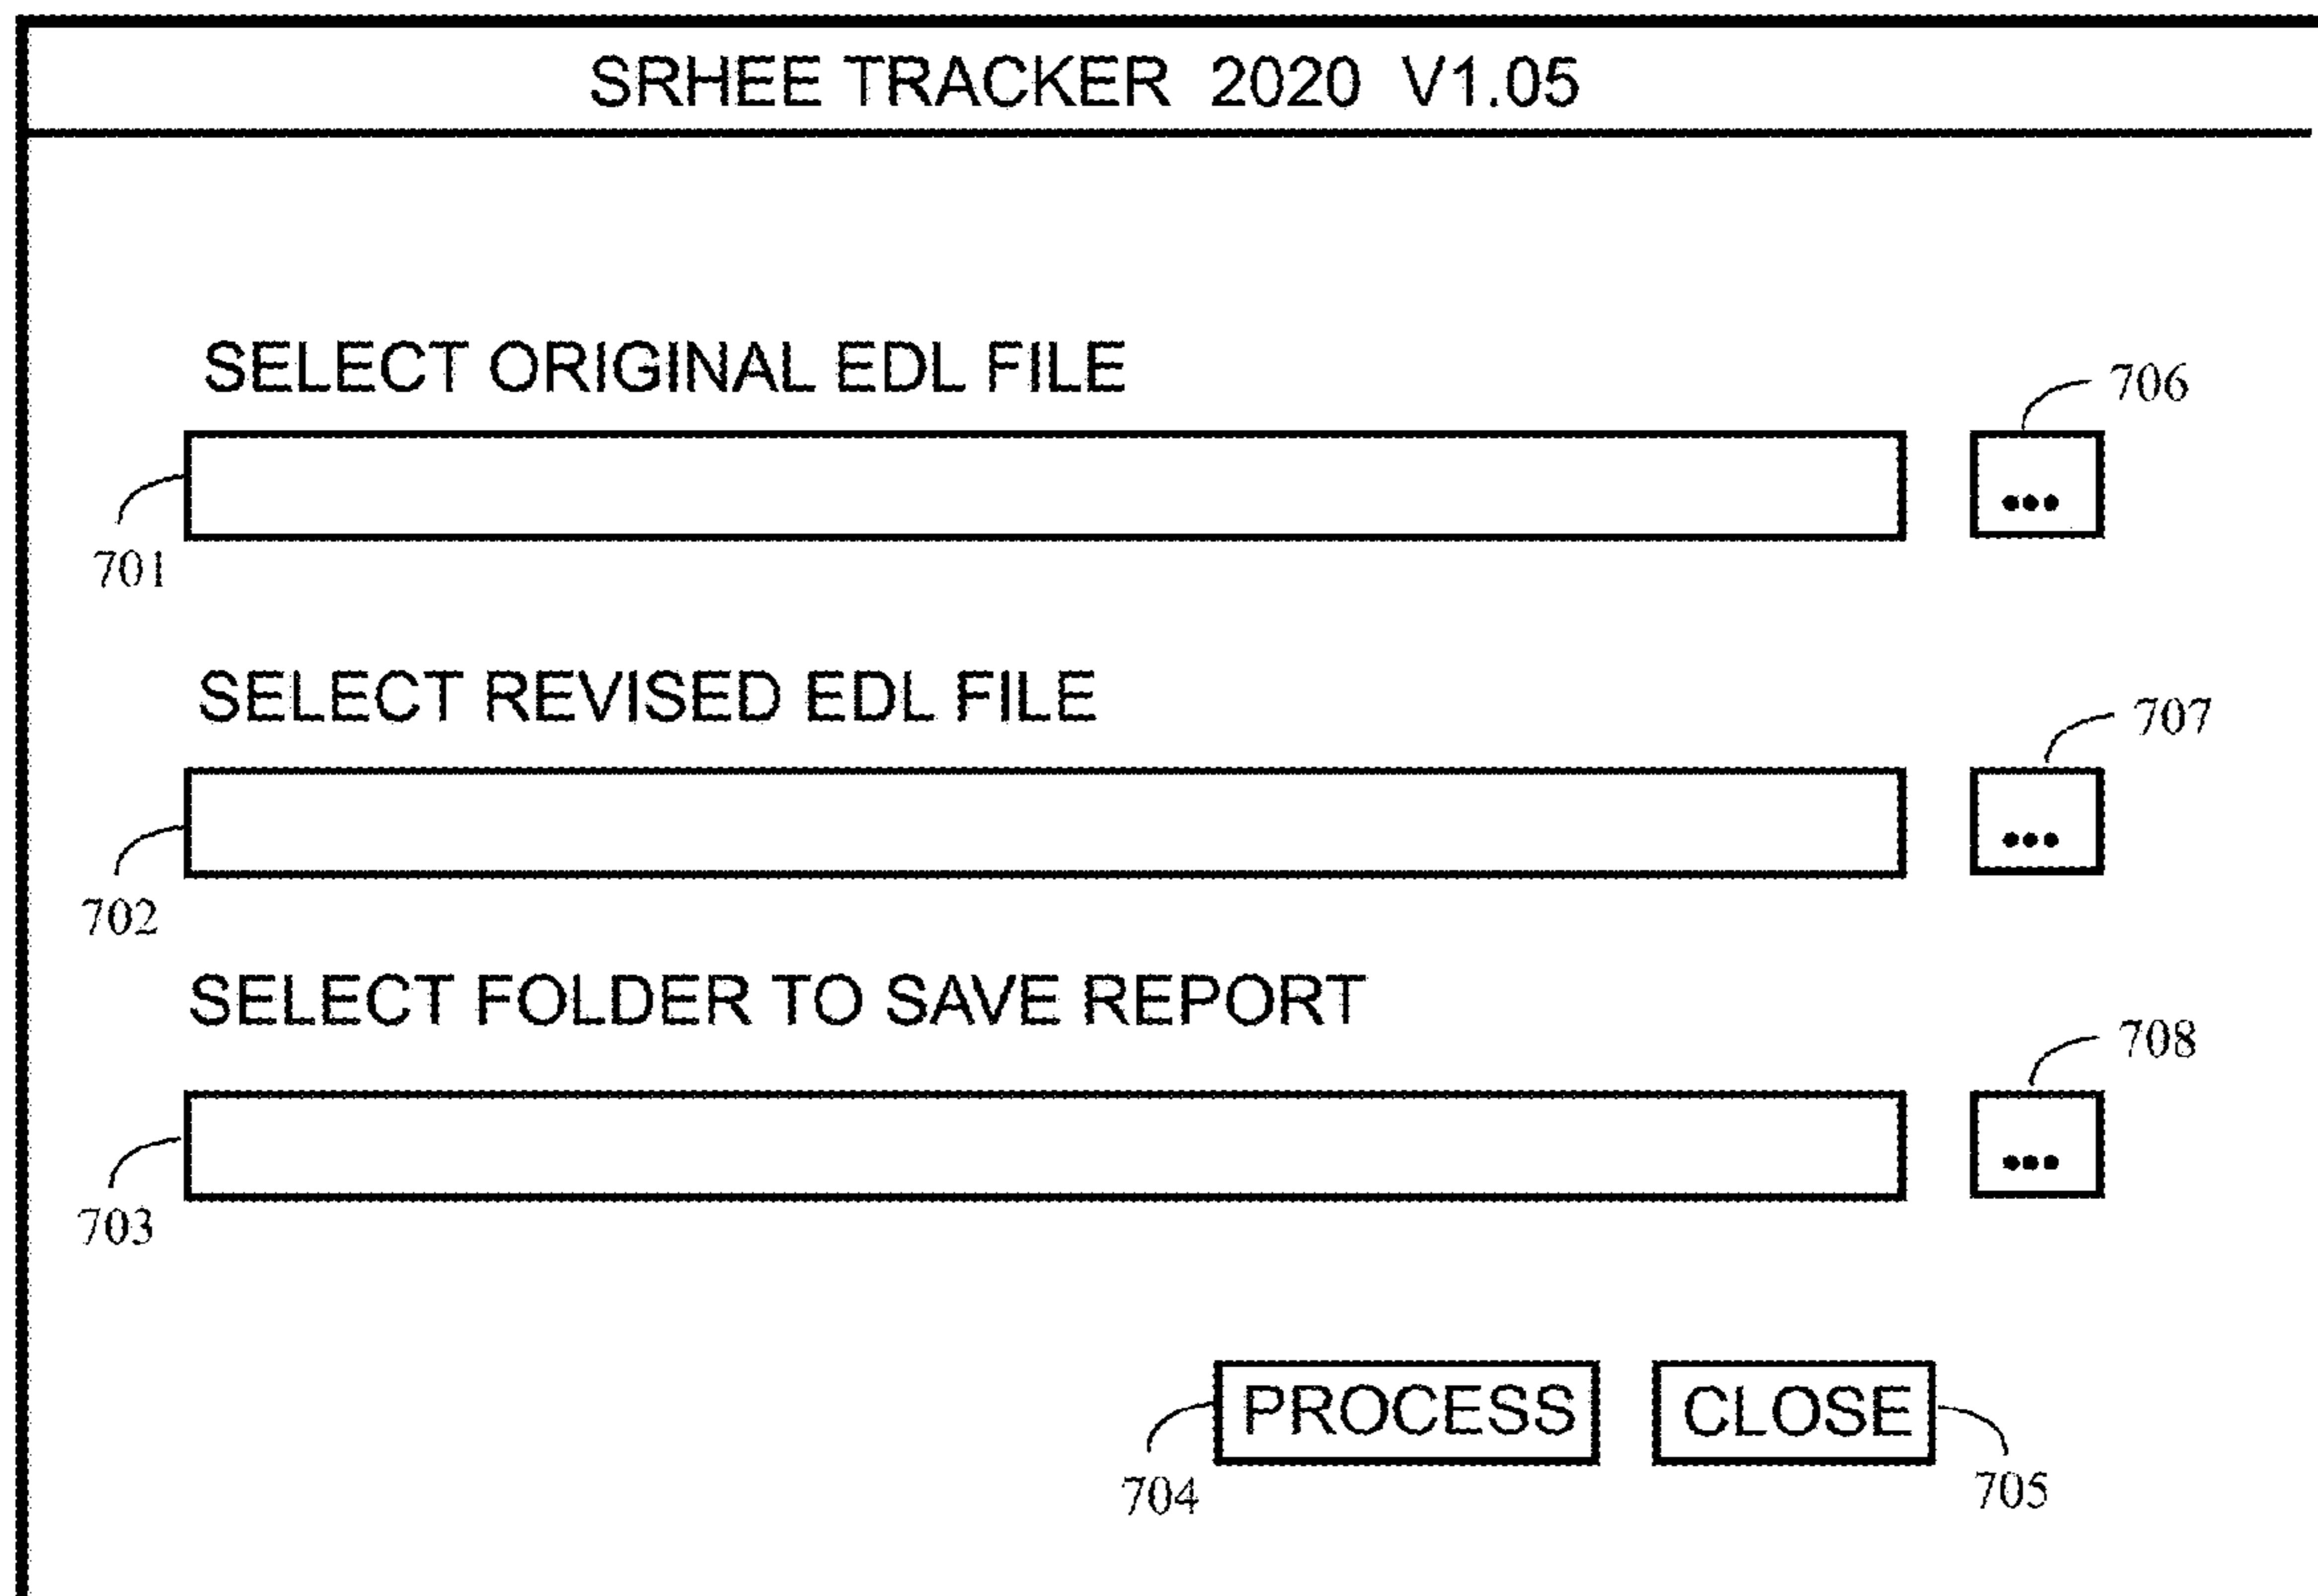 SRHEE TRACKER 2020 V1.05
SELECT ORIGINAL EDL FILE
706
...
701
SELECT REVISED EDL FILE
707
...
702
SELECT FOLDER TO SAVE REPORT
708
...
703
PROCESS CLOSE
704 705